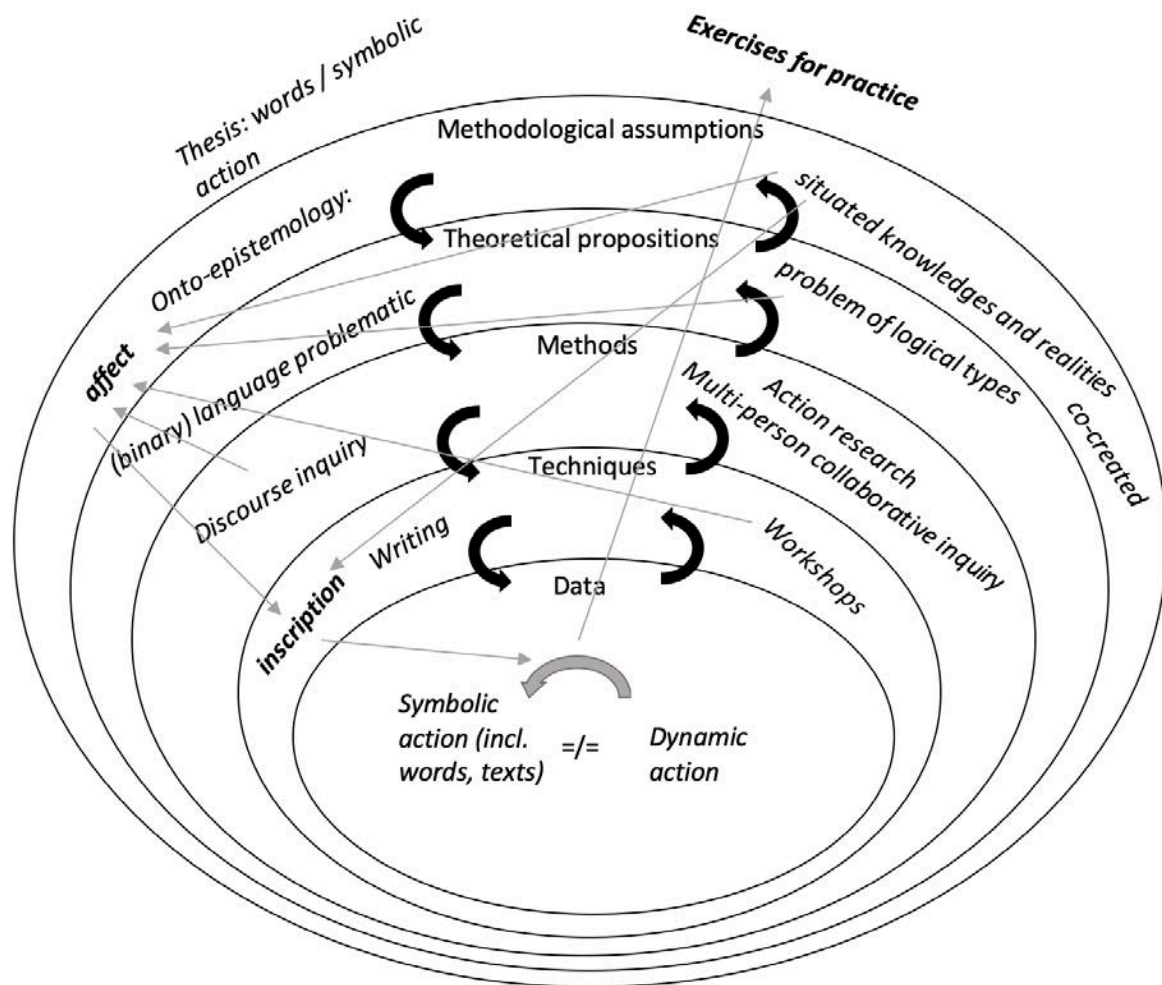 Thesis: words / symbolic
action
Exercises for practice
Methodological assumptions
Onto-epistemology:
situated knowledges and realities
co-created
Theoretical propositions
affect
(binary) language problematic
problem of logical types
Methods
Discourse inquiry
Action research
Multi-person collaborative inquiry
Techniques
Writing
Workshops
inscription
Data
Symbolic
action (incl.
words, texts)
=/=
Dynamic
action